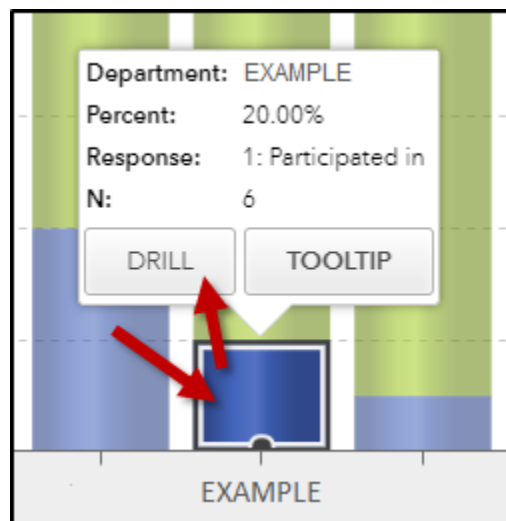 Department: EXAMPLE
Percent: 20.00%
Response: 1: Participated in
N: 6
DRILL TOOLTIP
EXAMPLE